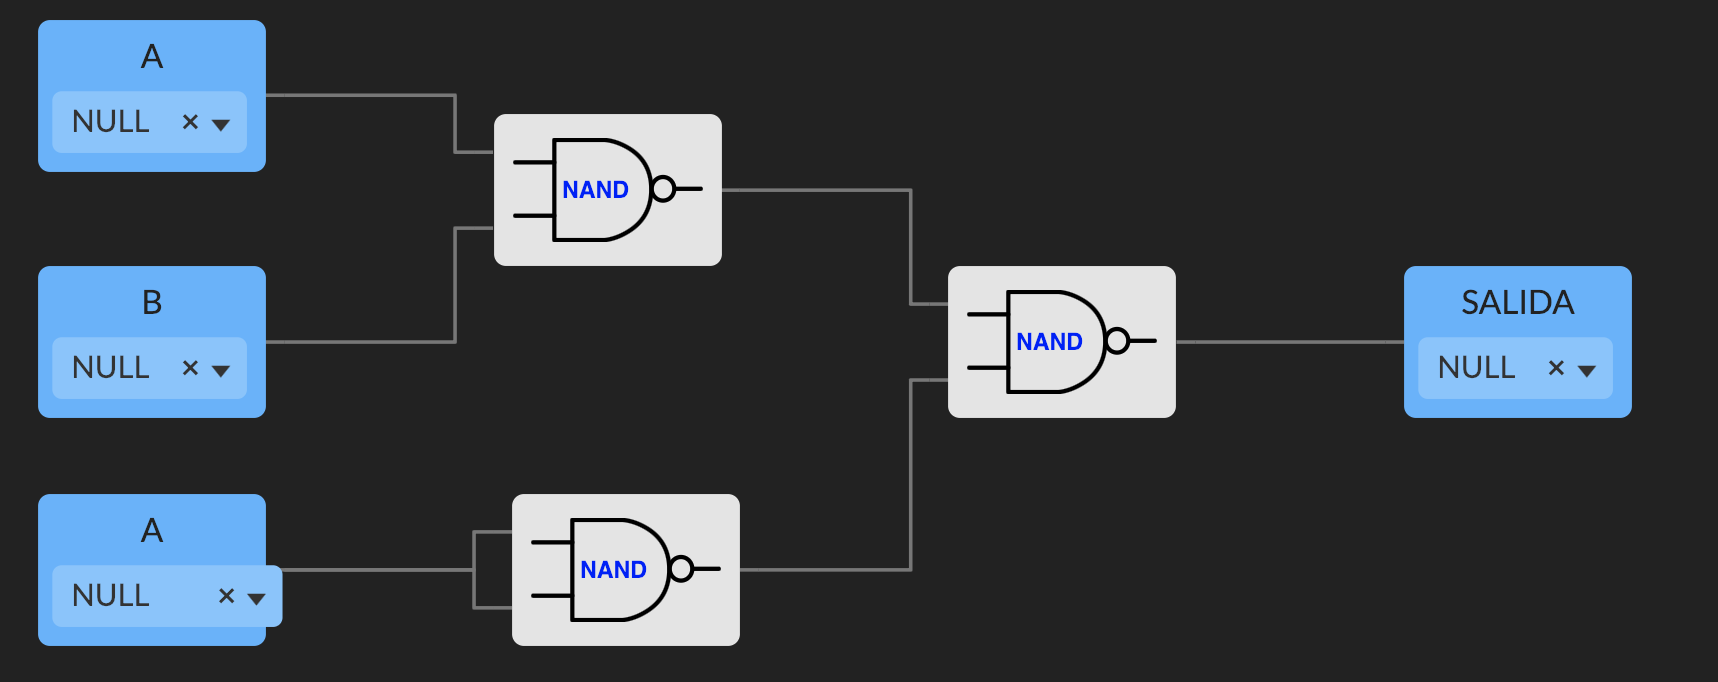 A
NULL ×
NAND
B
NULL ×
NAND
SALIDA
NULL ×
A
NULL ×
NAND